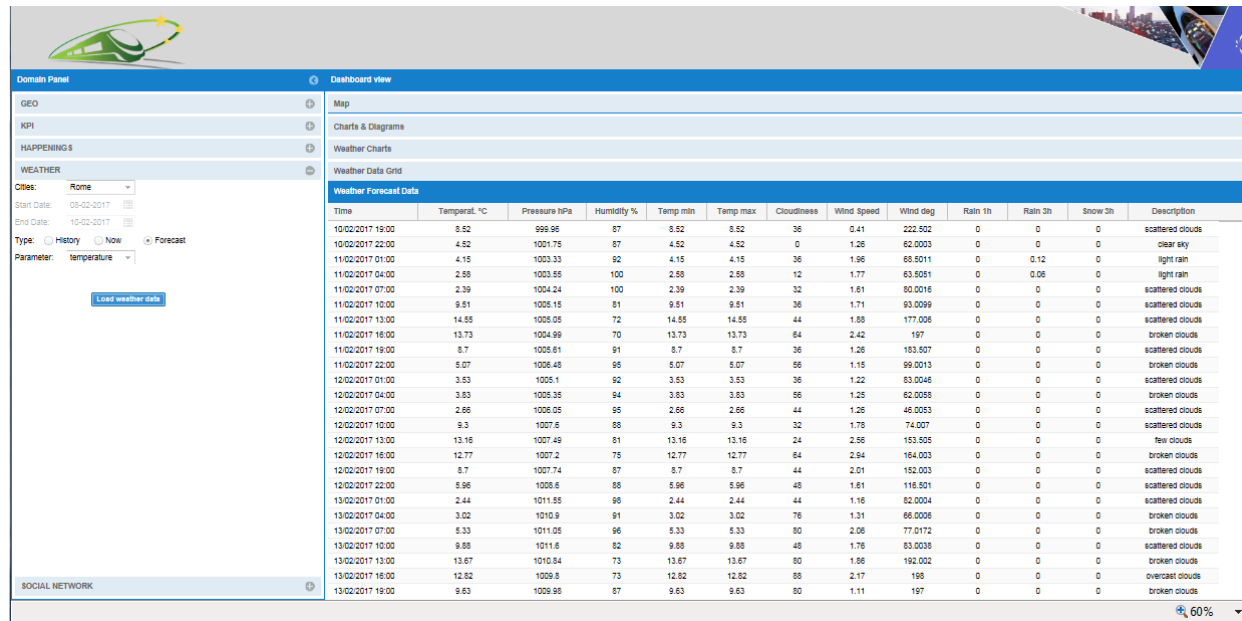 Domain Panel
Dashboard view
GEO
KPI
HAPPENINGS
WEATHER
Cities: Rome
Start Date: 08-02-2017
End Date: 10-02-2017
Type: History Now Forecast
Parameter: temperature
Load weather data
SOCIAL NETWORK
Map
Charts & Diagrams
Weather Charts
Weather Data Grid
Weather Forecast Data
Time Temperat. ºC Pressure hPa Humidity % Temp min Temp max Cloudiness Wind Speed Wind deg Rain 1h Rain 3h Snow 3h Description
10/02/2017 19:00 8.52 999.96 87 8.52 8.52 36 0.41 222.502 0 0 0 scattered clouds
10/02/2017 22:00 4.52 1001.75 87 4.52 4.52 0 1.26 62.0003 0 0 0 clear sky
11/02/2017 01:00 4.15 1003.33 92 4.15 4.15 36 1.96 68.5011 0 0.12 0 light rain
11/02/2017 04:00 2.58 1003.55 100 2.58 2.58 12 1.77 63.5051 0 0.06 0 light rain
11/02/2017 07:00 2.39 1004.24 100 2.39 2.39 32 1.61 80.0016 0 0 0 scattered clouds
11/02/2017 10:00 9.51 1005.15 81 9.51 9.51 36 1.71 93.0099 0 0 0 scattered clouds
11/02/2017 13:00 14.55 1005.05 72 14.55 14.55 44 1.88 177.006 0 0 0 scattered clouds
11/02/2017 16:00 13.73 1004.99 70 13.73 13.73 64 2.42 197 0 0 0 broken clouds
11/02/2017 19:00 8.7 1005.61 91 8.7 8.7 36 1.26 183.507 0 0 0 scattered clouds
11/02/2017 22:00 5.07 1006.48 95 5.07 5.07 56 1.15 99.0013 0 0 0 broken clouds
12/02/2017 01:00 3.53 1005.1 92 3.53 3.53 36 1.22 83.0046 0 0 0 scattered clouds
12/02/2017 04:00 3.83 1005.35 94 3.83 3.83 56 1.25 62.0058 0 0 0 broken clouds
12/02/2017 07:00 2.66 1006.05 95 2.66 2.66 44 1.26 46.0053 0 0 0 scattered clouds
12/02/2017 10:00 9.3 1007.6 88 9.3 9.3 32 1.78 74.007 0 0 0 scattered clouds
12/02/2017 13:00 13.16 1007.49 81 13.16 13.16 24 2.56 153.505 0 0 0 few clouds
12/02/2017 16:00 12.77 1007.2 75 12.77 12.77 64 2.94 164.003 0 0 0 broken clouds
12/02/2017 19:00 8.7 1007.74 87 8.7 8.7 44 2.01 152.003 0 0 0 scattered clouds
12/02/2017 22:00 5.96 1008.6 88 5.96 5.96 48 1.61 116.501 0 0 0 scattered clouds
13/02/2017 01:00 2.44 1011.55 98 2.44 2.44 44 1.16 82.0004 0 0 0 scattered clouds
13/02/2017 04:00 3.02 1010.9 91 3.02 3.02 76 1.31 66.0006 0 0 0 broken clouds
13/02/2017 07:00 5.33 1011.05 96 5.33 5.33 80 2.06 77.0172 0 0 0 broken clouds
13/02/2017 10:00 9.88 1011.6 82 9.88 9.88 48 1.76 83.0038 0 0 0 scattered clouds
13/02/2017 13:00 13.67 1010.84 73 13.67 13.67 80 1.86 192.002 0 0 0 broken clouds
13/02/2017 16:00 12.82 1009.8 73 12.82 12.82 88 2.17 198 0 0 0 overcast clouds
13/02/2017 19:00 9.63 1009.98 87 9.63 9.63 80 1.11 197 0 0 0 broken clouds
60%